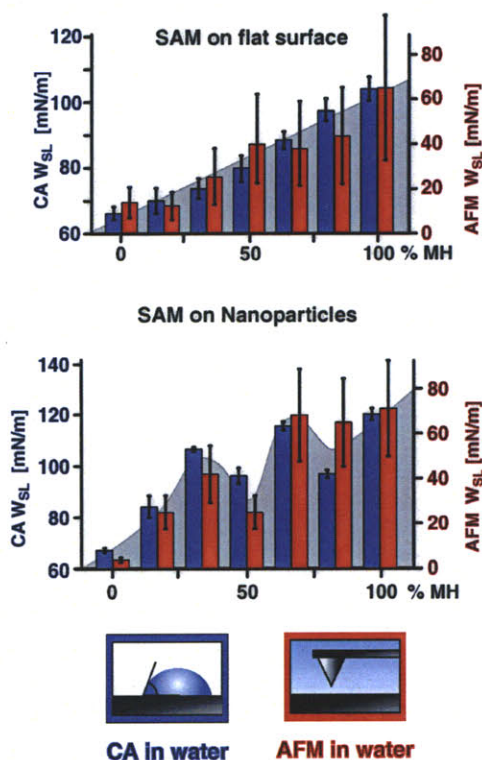 SAM on flat surface
CA W_SL [mN/m]
120
100
80
60
AFM W_SL [mN/m]
80
60
40
20
0
0
50
100 % MH
SAM on Nanoparticles
CA W_SL [mN/m]
140
120
100
80
60
AFM W_SL [mN/m]
80
60
40
20
0
0
50
100 % MH
CA in water
AFM in water